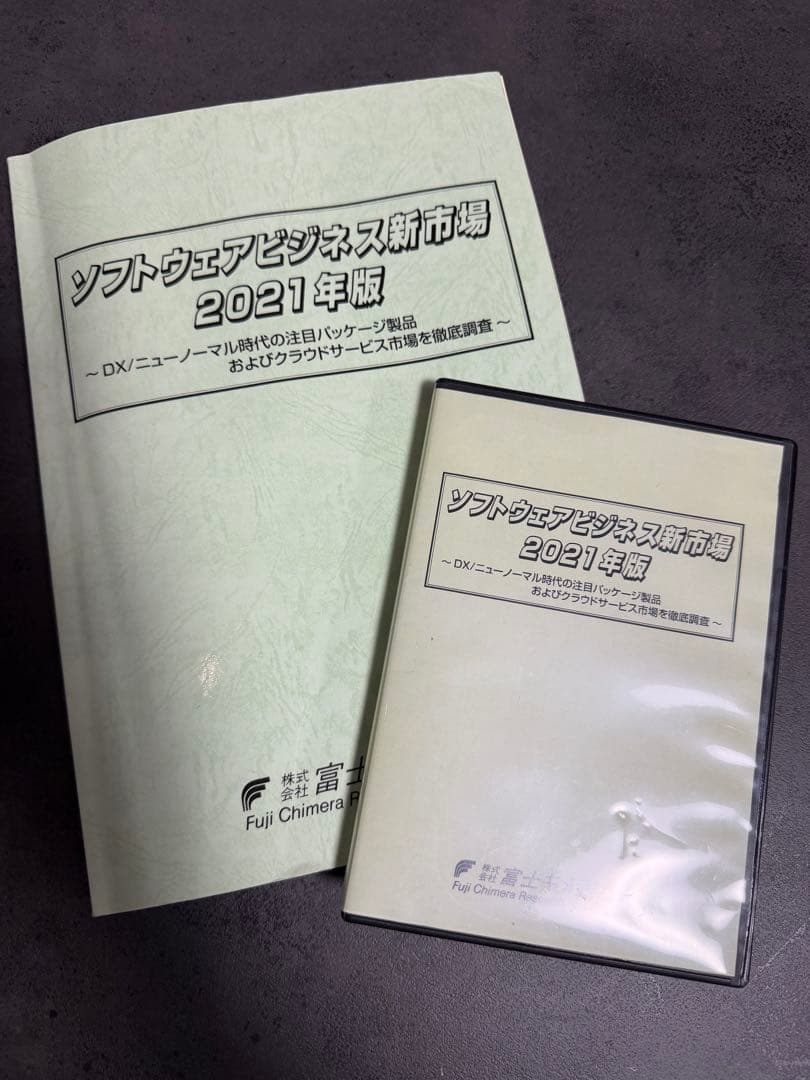 ソフトウェアビジネス新市場
2021年版
～DX/ニューノーマル時代の注目パッケージ製品
およびクラウドサービス市場を徹底調査～
株式
会社
富士
Fuji Chimera
ソフトウェアビジネス新市場
2021年版
～DX/ニューノーマル時代の注目パッケージ製品
およびクラウドサービス市場を徹底調査～
株式
会社
富士キメ
Fuji Chimera Res